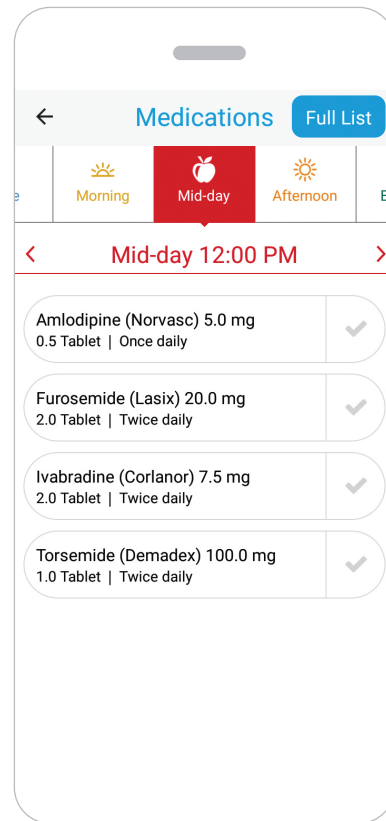 Medications
Full List
e
Morning
Mid-day
Afternoon
E
Mid-day 12:00 PM
Amlodipine (Norvasc) 5.0 mg
0.5 Tablet | Once daily
Furosemide (Lasix) 20.0 mg
2.0 Tablet | Twice daily
Ivabradine (Corlanor) 7.5 mg
2.0 Tablet | Twice daily
Torsemide (Demadex) 100.0 mg
1.0 Tablet | Twice daily